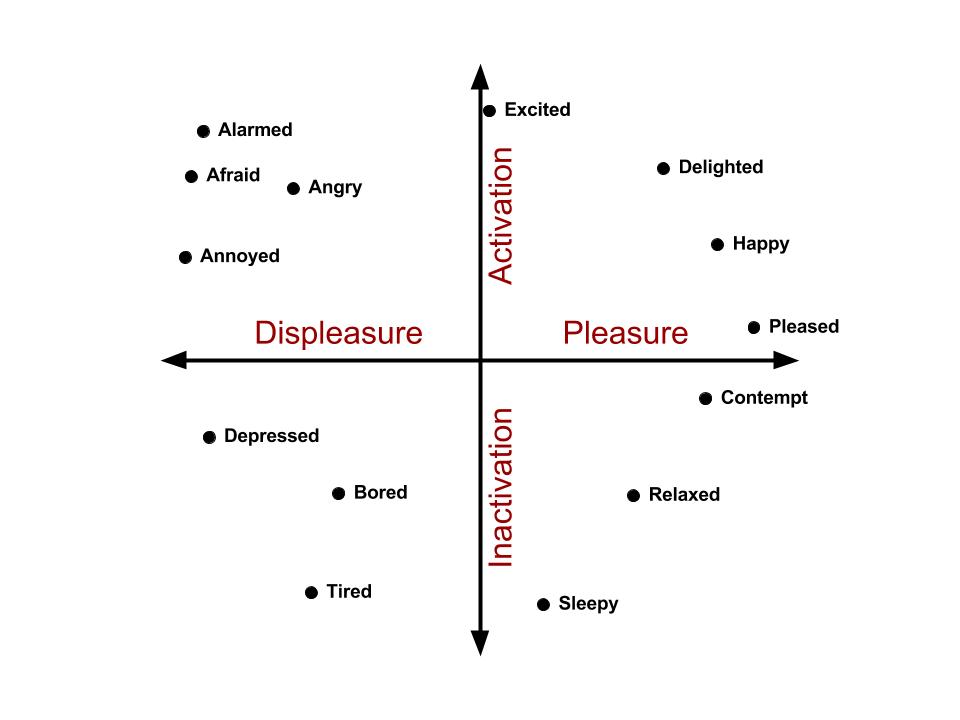 Excited
Alarmed
Delighted
Afraid
Angry
Activation
Happy
Annoyed
Pleased
Displeasure
Pleasure
Contempt
Depressed
Bored
Relaxed
Inactivation
Tired
Sleepy